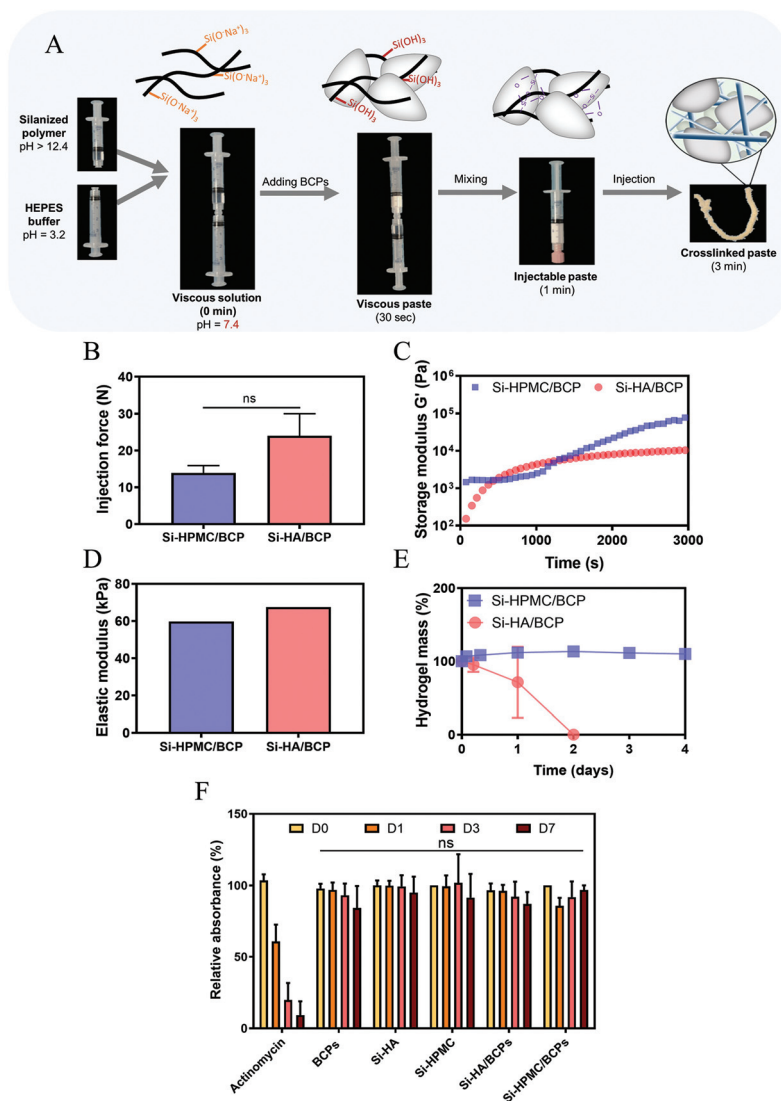 A
Si(O⁻Na⁺)₃
Si(O⁻Na⁺)₃
Si(O⁻Na⁺)₃
Si(OH)₃
Si(OH)₃
Si(OH)₃
Silanized
polymer
pH > 12.4
HEPES
buffer
pH = 3.2
Viscous solution
(0 min)
pH = 7.4
Adding BCPs
Viscous paste
(30 sec)
Mixing
Injectable paste
(1 min)
Injection
Crosslinked paste
(3 min)
B
Injection force (N)
40
30
20
10
0
ns
Si-HPMC/BCP
Si-HA/BCP
C
Storage modulus G' (Pa)
10⁶
10⁵
10⁴
10³
10²
Si-HPMC/BCP
Si-HA/BCP
0
1000
2000
3000
Time (s)
D
Elastic modulus (kPa)
80
60
40
20
0
Si-HPMC/BCP
Si-HA/BCP
E
Hydrogel mass (%)
200
100
0
Si-HPMC/BCP
Si-HA/BCP
0
1
2
3
4
Time (days)
F
Relative absorbance (%)
150
100
50
0
D0
D1
D3
D7
ns
Actinomycin
BCPs
Si-HA
Si-HPMC
Si-HA/BCPs
Si-HPMC/BCPs